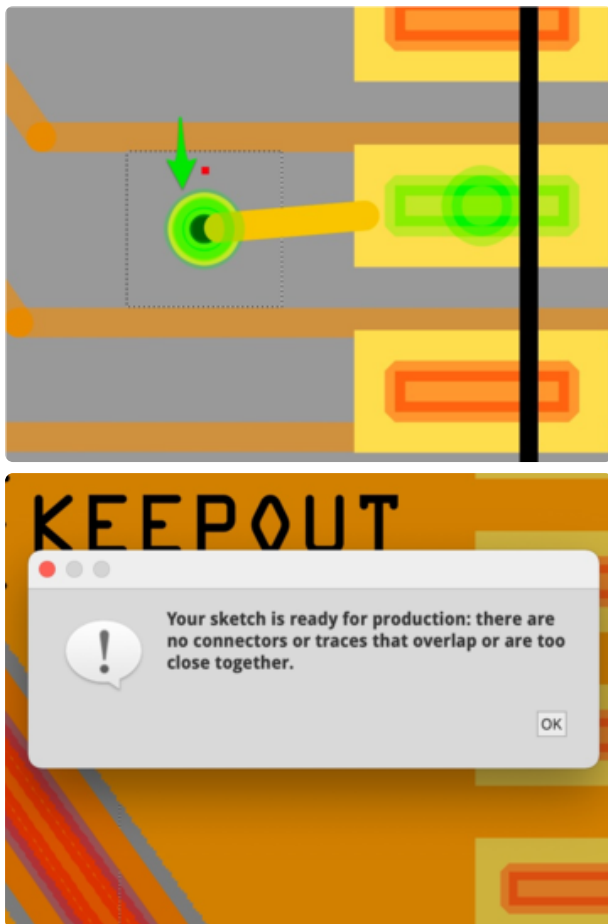 KEEPOUT
Your sketch is ready for production: there are
no connectors or traces that overlap or are too
close together.
OK